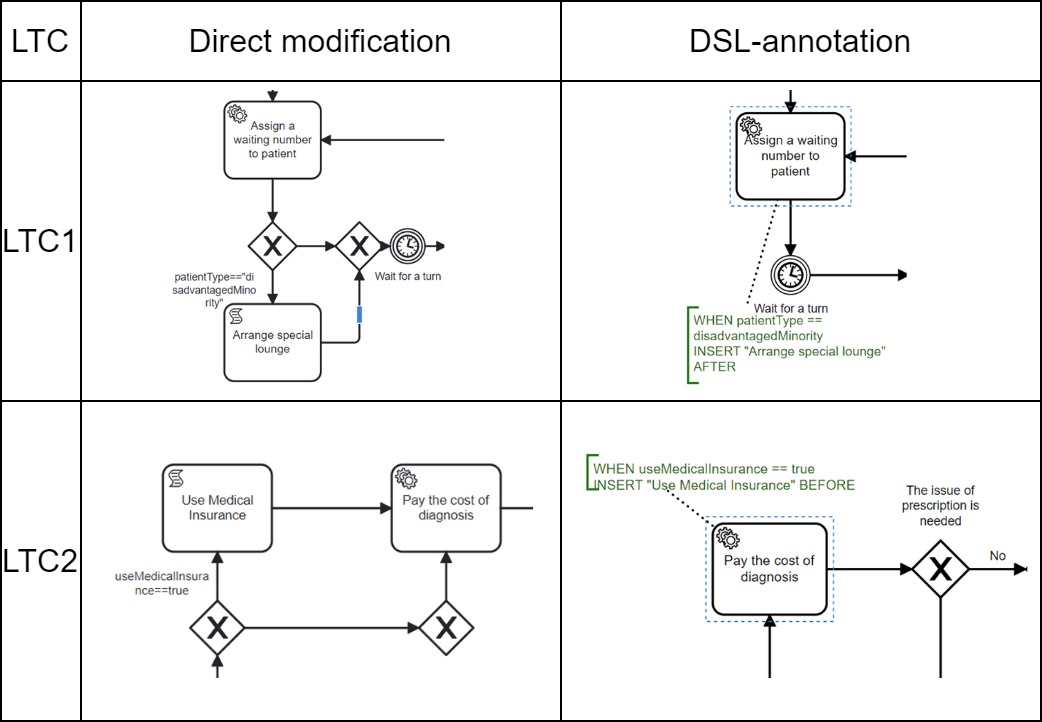 LTC
Direct modification
DSL-annotation
LTC1
Assign a
waiting number
to patient
X
X
Wait for a turn
patientType=="di
sadvantagedMino
rity"
Arrange special
lounge
Assign a waiting
number to
patient
Wait for a turn
WHEN patientType ==
disadvantagedMinority
INSERT "Arrange special lounge"
AFTER
LTC2
Use Medical
Insurance
Pay the cost of
diagnosis
useMedicalInsura
nce==true
X
X
WHEN useMedicalInsurance == true
INSERT "Use Medical Insurance" BEFORE
The issue of
prescription is
needed
Pay the cost of
diagnosis
X
No